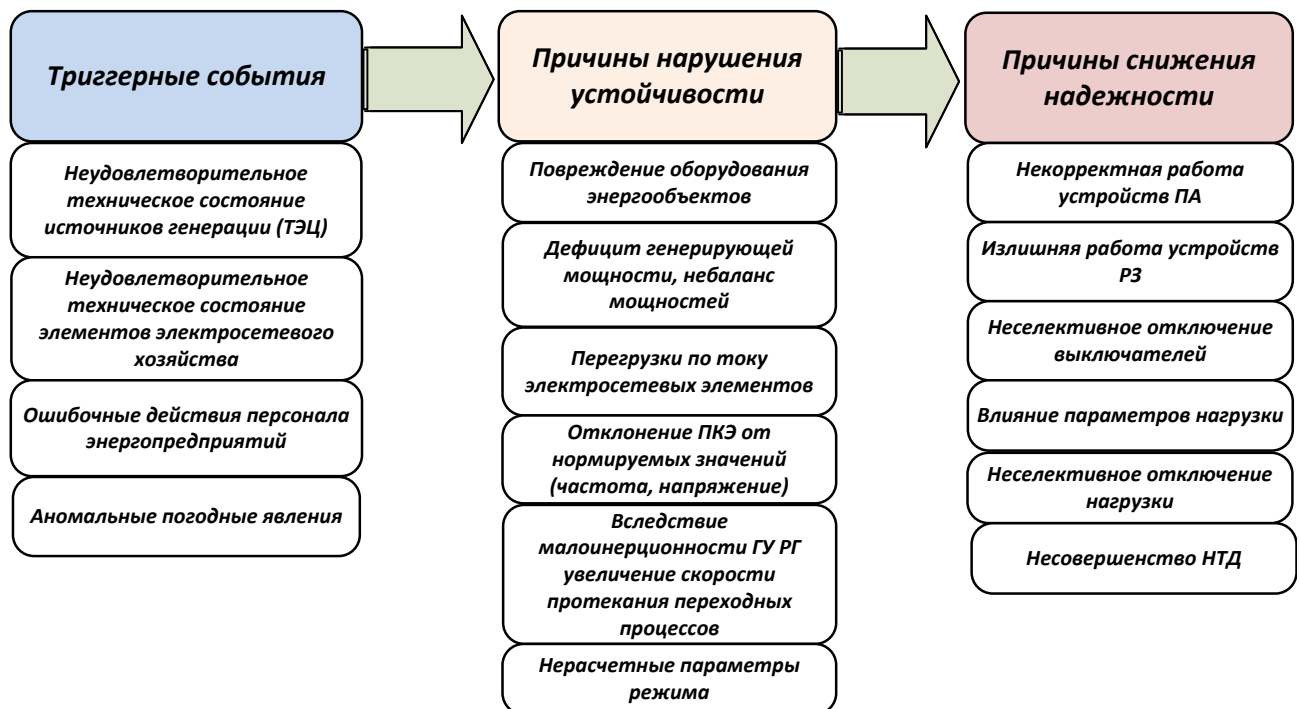 Триггерные события
Неудовлетворительное
техническое состояние
источников генерации (ТЭЦ)
Неудовлетворительное
техническое состояние
элементов электросетевого
хозяйства
Ошибочные действия персонала
энергопредприятий
Аномальные погодные явления
Причины нарушения
устойчивости
Повреждение оборудования
энергообъектов
Дефицит генерирующей
мощности, небаланс
мощностей
Перегрузки по току
электросетевых элементов
Отклонение ПКЭ от
нормируемых значений
(частота, напряжение)
Вследствие
малоинерционности ГУ РГ
увеличение скорости
протекания переходных
процессов
Нерасчетные параметры
режима
Причины снижения
надежности
Некорректная работа
устройств ПА
Излишняя работа устройств
РЗ
Неселективное отключение
выключателей
Влияние параметров нагрузки
Неселективное отключение
нагрузки
Несовершенство НТД